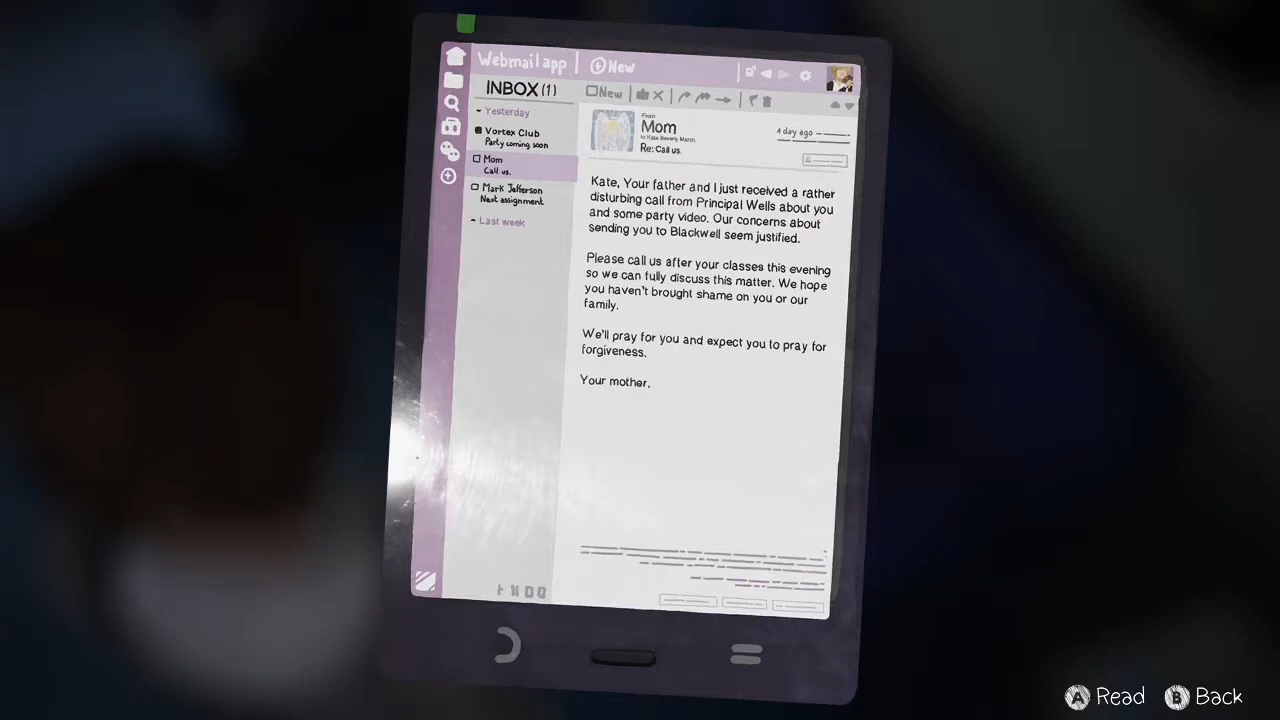 Webmail app
New
INBOX (1)
Yesterday
Vortex Club
Party coming soon
Mom
Call us.
Mark Jefferson
Next assignment
Last week
New
From
Mom
to Kate Beverly Marsh
Re: Call us.
1 day ago
Kate, Your father and I just received a rather
disturbing call from Principal Wells about you
and some party video. Our concerns about
sending you to Blackwell seem justified.
Please call us after your classes this evening
so we can fully discuss this matter. We hope
you haven't brought shame on you or our
family.
We'll pray for you and expect you to pray for
forgiveness.
Your mother.
A Read B Back